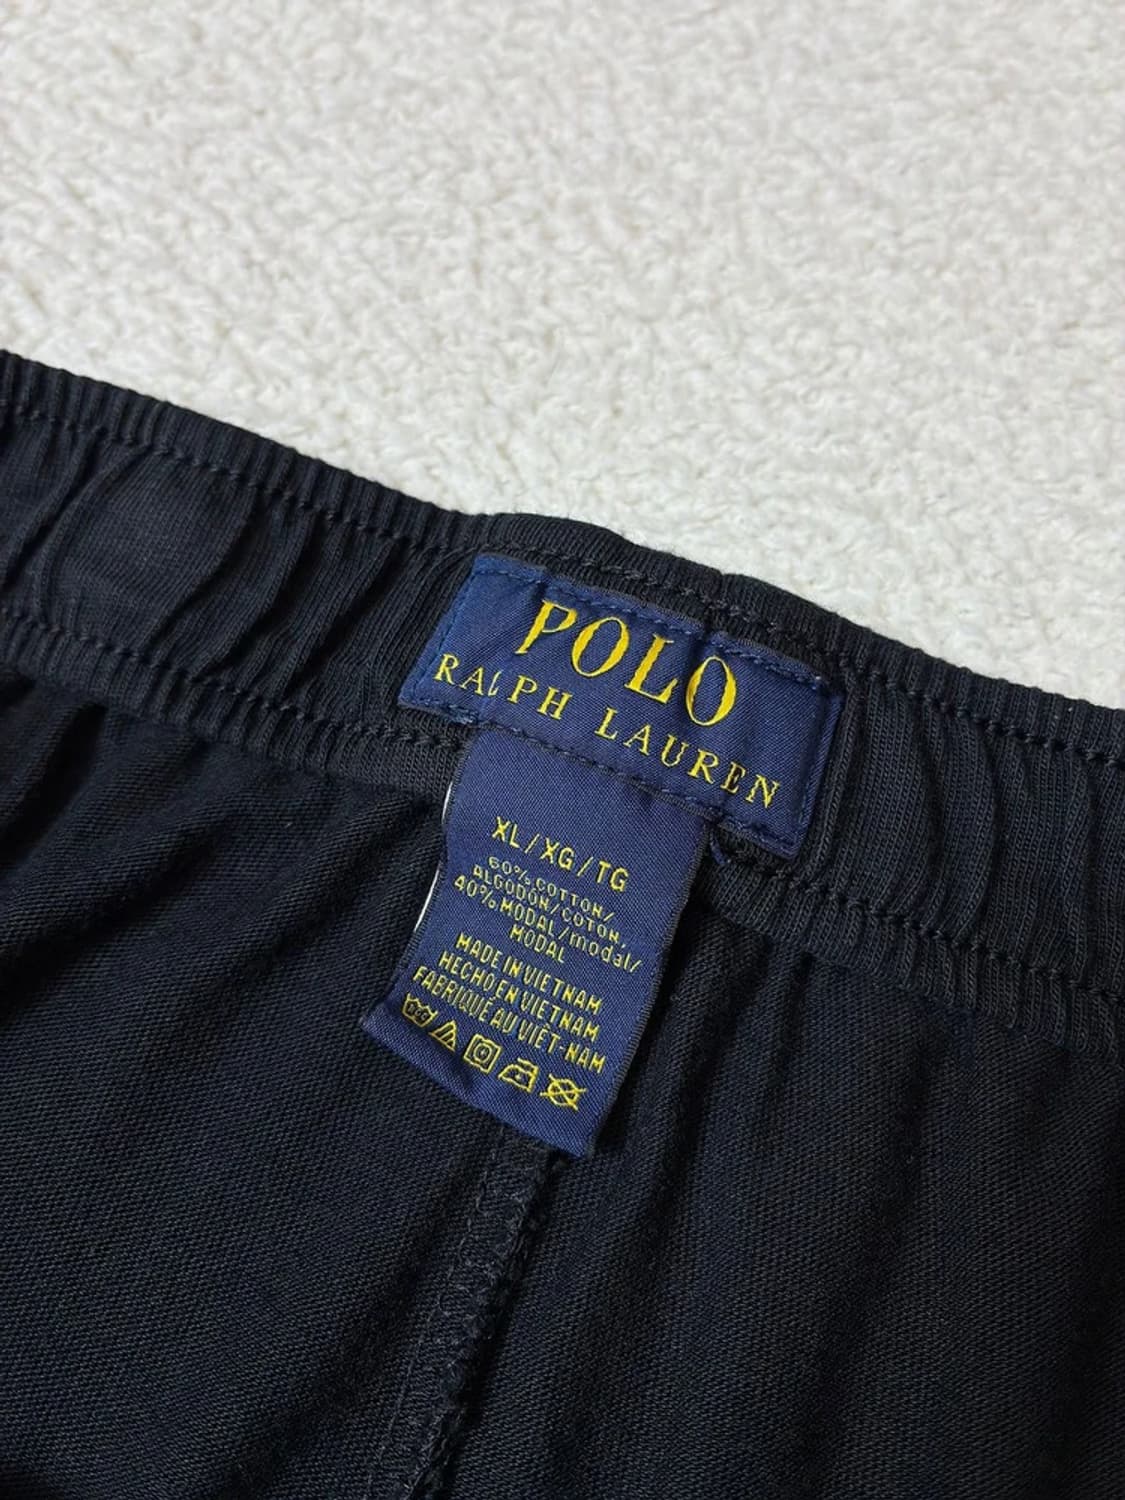 POLO
RALPH LAUREN
XL/XG/TG
60% COTTON/
ALGODÓN/COTON,
40% MODAL/modal/
MODAL
MADE IN VIETNAM
HECHO EN VIETNAM
FABRIQUÉ AU VIÊT-NAM